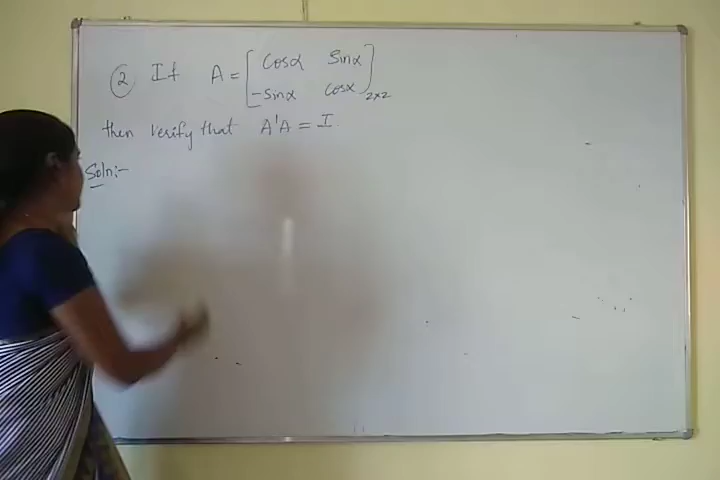 ② If A = [ Cosα Sinα
-Sinα Cosα ]2×2
then verify that A'A = I
Soln:-